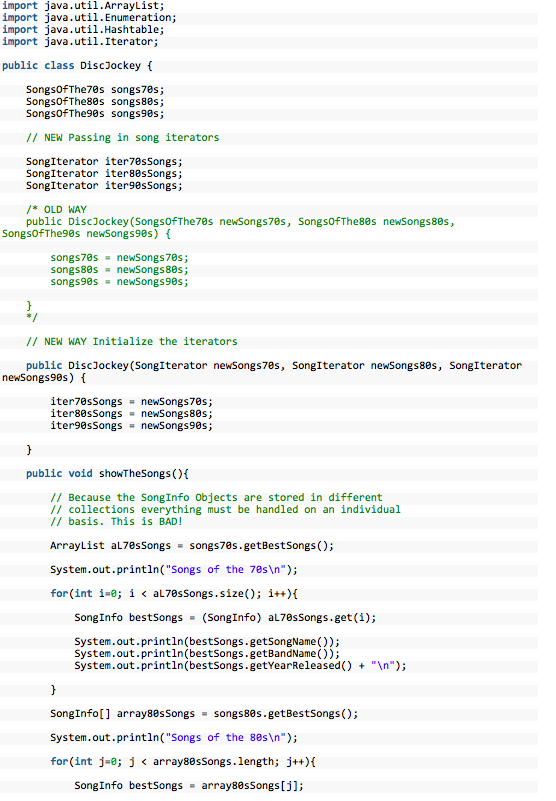 import java.util.ArrayList;
import java.util.Enumeration;
import java.util.Hashtable;
import java.util.Iterator;
public class DiscJockey {
SongsOfThe70s songs70s;
SongsOfThe80s songs80s;
SongsOfThe90s songs90s;
// NEW Passing in song iterators
SongIterator iter70sSongs;
SongIterator iter80sSongs;
SongIterator iter90sSongs;
/* OLD WAY
public DiscJockey(SongsOfThe70s newSongs70s, SongsOfThe80s newSongs80s,
SongsOfThe90s newSongs90s) {
songs70s = newSongs70s;
songs80s = newSongs80s;
songs90s = newSongs90s;
}
*/
// NEW WAY Initialize the iterators
public DiscJockey(SongIterator newSongs70s, SongIterator newSongs80s, SongIterator
newSongs90s) {
iter70sSongs = newSongs70s;
iter80sSongs = newSongs80s;
iter90sSongs = newSongs90s;
}
public void showTheSongs(){
// Because the SongInfo Objects are stored in different
// collections everything must be handled on an individual
// basis. This is BAD!
ArrayList aL70sSongs = songs70s.getBestSongs();
System.out.println("Songs of the 70s\n");
for(int i=0; i < aL70sSongs.size(); i++){
SongInfo bestSongs = (SongInfo) aL70sSongs.get(i);
System.out.println(bestSongs.getSongName());
System.out.println(bestSongs.getBandName());
System.out.println(bestSongs.getYearReleased() + "\n");
}
SongInfo[] array80sSongs = songs80s.getBestSongs();
System.out.println("Songs of the 80s\n");
for(int j=0; j < array80sSongs.length; j++){
SongInfo bestSongs = array80sSongs[j];